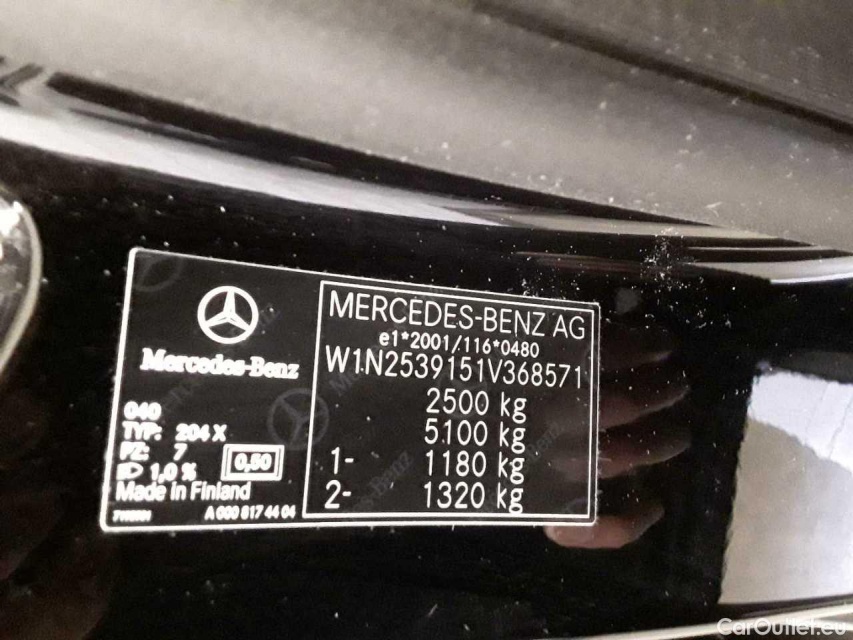 Mercedes-Benz
040
TYP: 204 X
PZ: 7
1,0 %
0,50
Made in Finland
A 000 817 44 04
MERCEDES-BENZ AG
e1*2001/116*0480
W1N2539151V368571
2500 kg
5100 kg
1- 1180 kg
2- 1320 kg
CarOutlet.eu